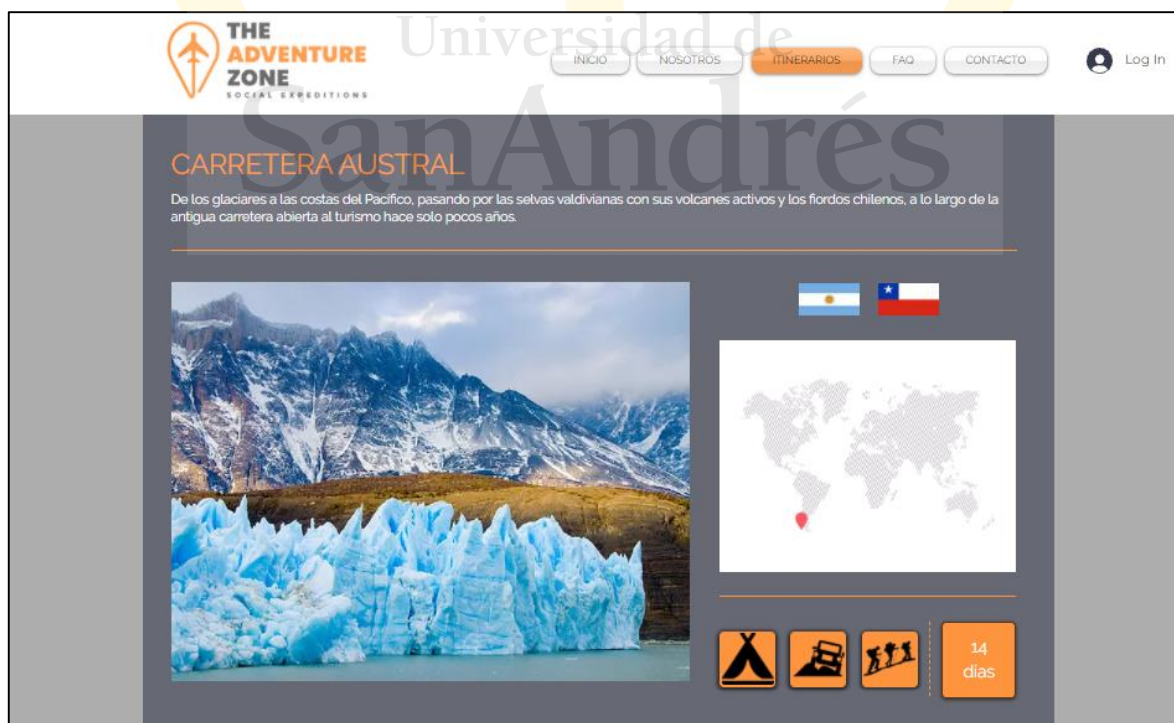 THE
ADVENTURE
ZONE
SOCIAL EXPEDITIONS
Universidad de
SanAndrés
INICIO
NOSOTROS
ITINERARIOS
FAQ
CONTACTO
Log In
CARRETERA AUSTRAL
De los glaciares a las costas del Pacífico, pasando por las selvas valdivianas con sus volcanes activos y los fiordos chilenos, a lo largo de la
antigua carretera abierta al turismo hace solo pocos años.
14
días